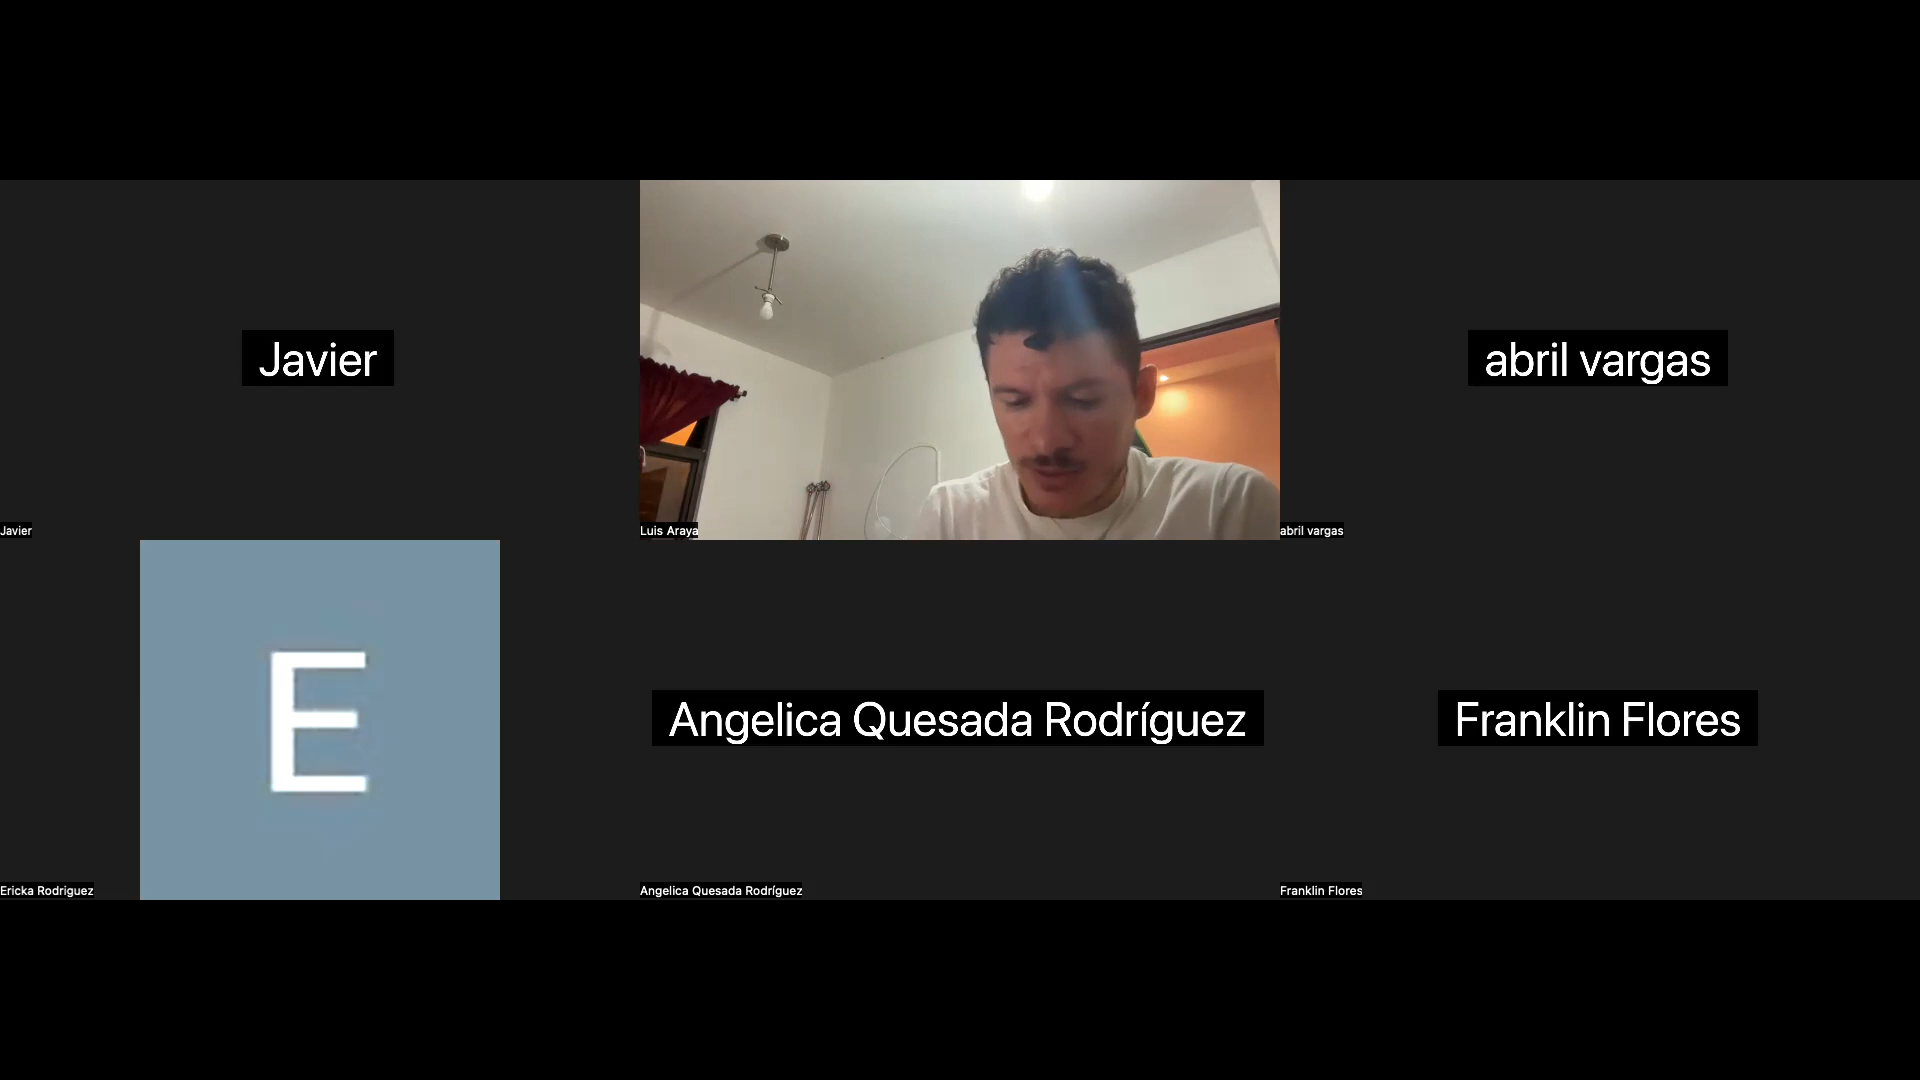 Javier
abril vargas
Javier
Luis Araya
abril vargas
E
Angelica Quesada Rodríguez
Franklin Flores
Ericka Rodriguez
Angelica Quesada Rodríguez
Franklin Flores